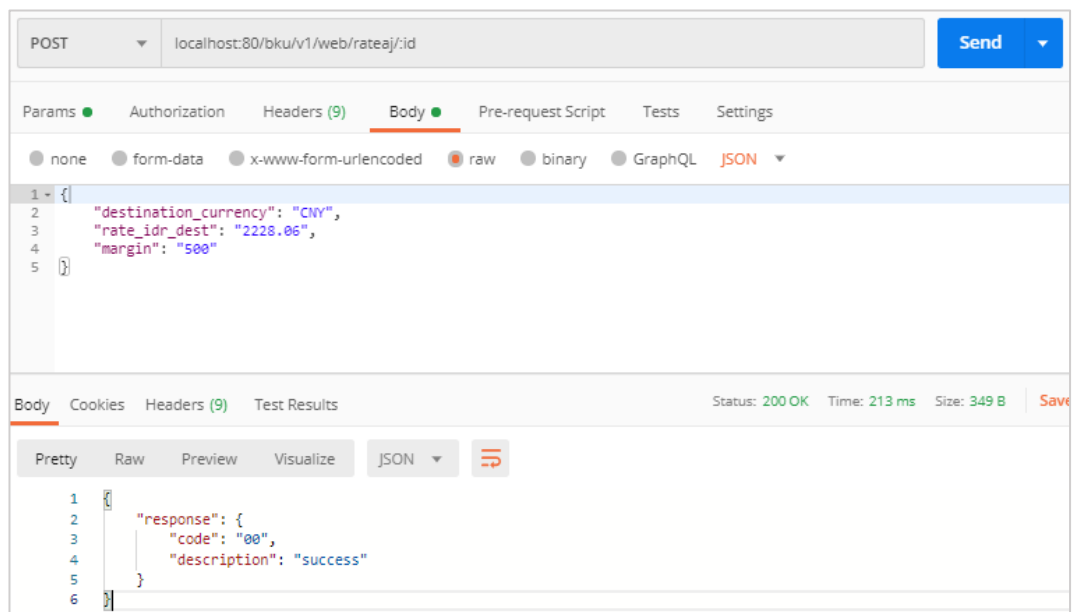 POST localhost:80/bku/v1/web/rateaj/:id Send
Params Authorization Headers (9) Body Pre-request Script Tests Settings
none form-data x-www-form-urlencoded raw binary GraphQL JSON
1 {
2 "destination_currency": "CNY",
3 "rate_idr_dest": "2228.06",
4 "margin": "500"
5 }
Body Cookies Headers (9) Test Results Status: 200 OK Time: 213 ms Size: 349 B Save
Pretty Raw Preview Visualize JSON
1 {
2 "response": {
3 "code": "00",
4 "description": "success"
5 }
6 }